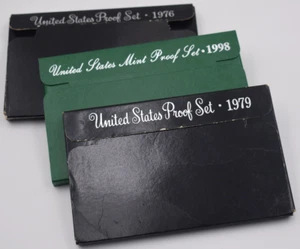 United States Proof Set · 1976
United States Mint Proof Set · 1998
United States Proof Set · 1979